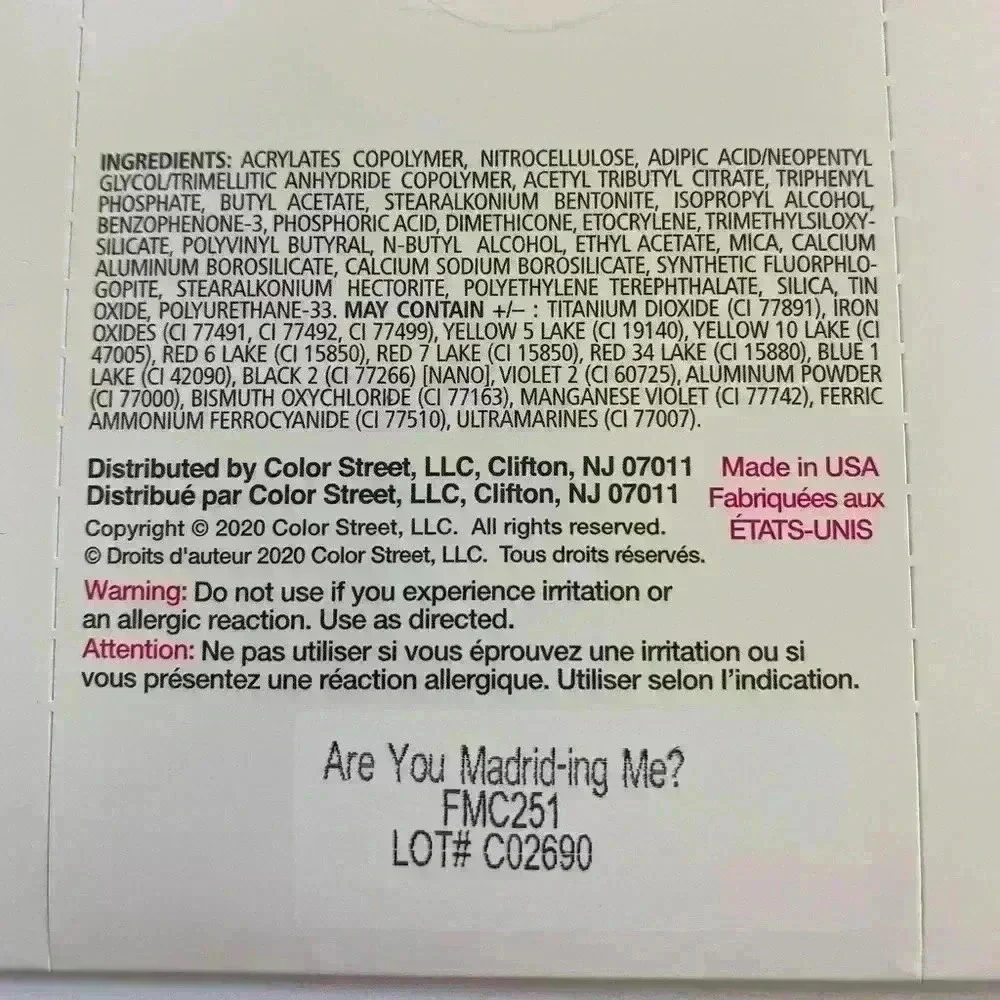 INGREDIENTS: ACRYLATES COPOLYMER, NITROCELLULOSE, ADIPIC ACID/NEOPENTYL
GLYCOL/TRIMELLITIC ANHYDRIDE COPOLYMER, ACETYL TRIBUTYL CITRATE, TRIPHENYL
PHOSPHATE, BUTYL ACETATE, STEARALKONIUM BENTONITE, ISOPROPYL ALCOHOL,
BENZOPHENONE-3, PHOSPHORIC ACID, DIMETHICONE, ETOCRYLENE, TRIMETHYLSILOXY-
SILICATE, POLYVINYL BUTYRAL, N-BUTYL ALCOHOL, ETHYL ACETATE, MICA, CALCIUM
ALUMINUM BOROSILICATE, CALCIUM SODIUM BOROSILICATE, SYNTHETIC FLUORPHLO-
GOPITE, STEARALKONIUM HECTORITE, POLYETHYLENE TEREPHTHALATE, SILICA, TIN
OXIDE, POLYURETHANE-33. MAY CONTAIN +/– : TITANIUM DIOXIDE (CI 77891), IRON
OXIDES (CI 77491, CI 77492, CI 77499), YELLOW 5 LAKE (CI 19140), YELLOW 10 LAKE (CI
47005), RED 6 LAKE (CI 15850), RED 7 LAKE (CI 15850), RED 34 LAKE (CI 15880), BLUE 1
LAKE (CI 42090), BLACK 2 (CI 77266) [NANO], VIOLET 2 (CI 60725), ALUMINUM POWDER
(CI 77000), BISMUTH OXYCHLORIDE (CI 77163), MANGANESE VIOLET (CI 77742), FERRIC
AMMONIUM FERROCYANIDE (CI 77510), ULTRAMARINES (CI 77007).
Distributed by Color Street, LLC, Clifton, NJ 07011
Distribué par Color Street, LLC, Clifton, NJ 07011
Made in USA
Fabriquées aux
ÉTATS-UNIS
Copyright © 2020 Color Street, LLC. All rights reserved.
© Droits d'auteur 2020 Color Street, LLC. Tous droits réservés.
Warning: Do not use if you experience irritation or
an allergic reaction. Use as directed.
Attention: Ne pas utiliser si vous éprouvez une irritation ou si
vous présentez une réaction allergique. Utiliser selon l'indication.
Are You Madrid-ing Me?
FMC251
LOT# C02690